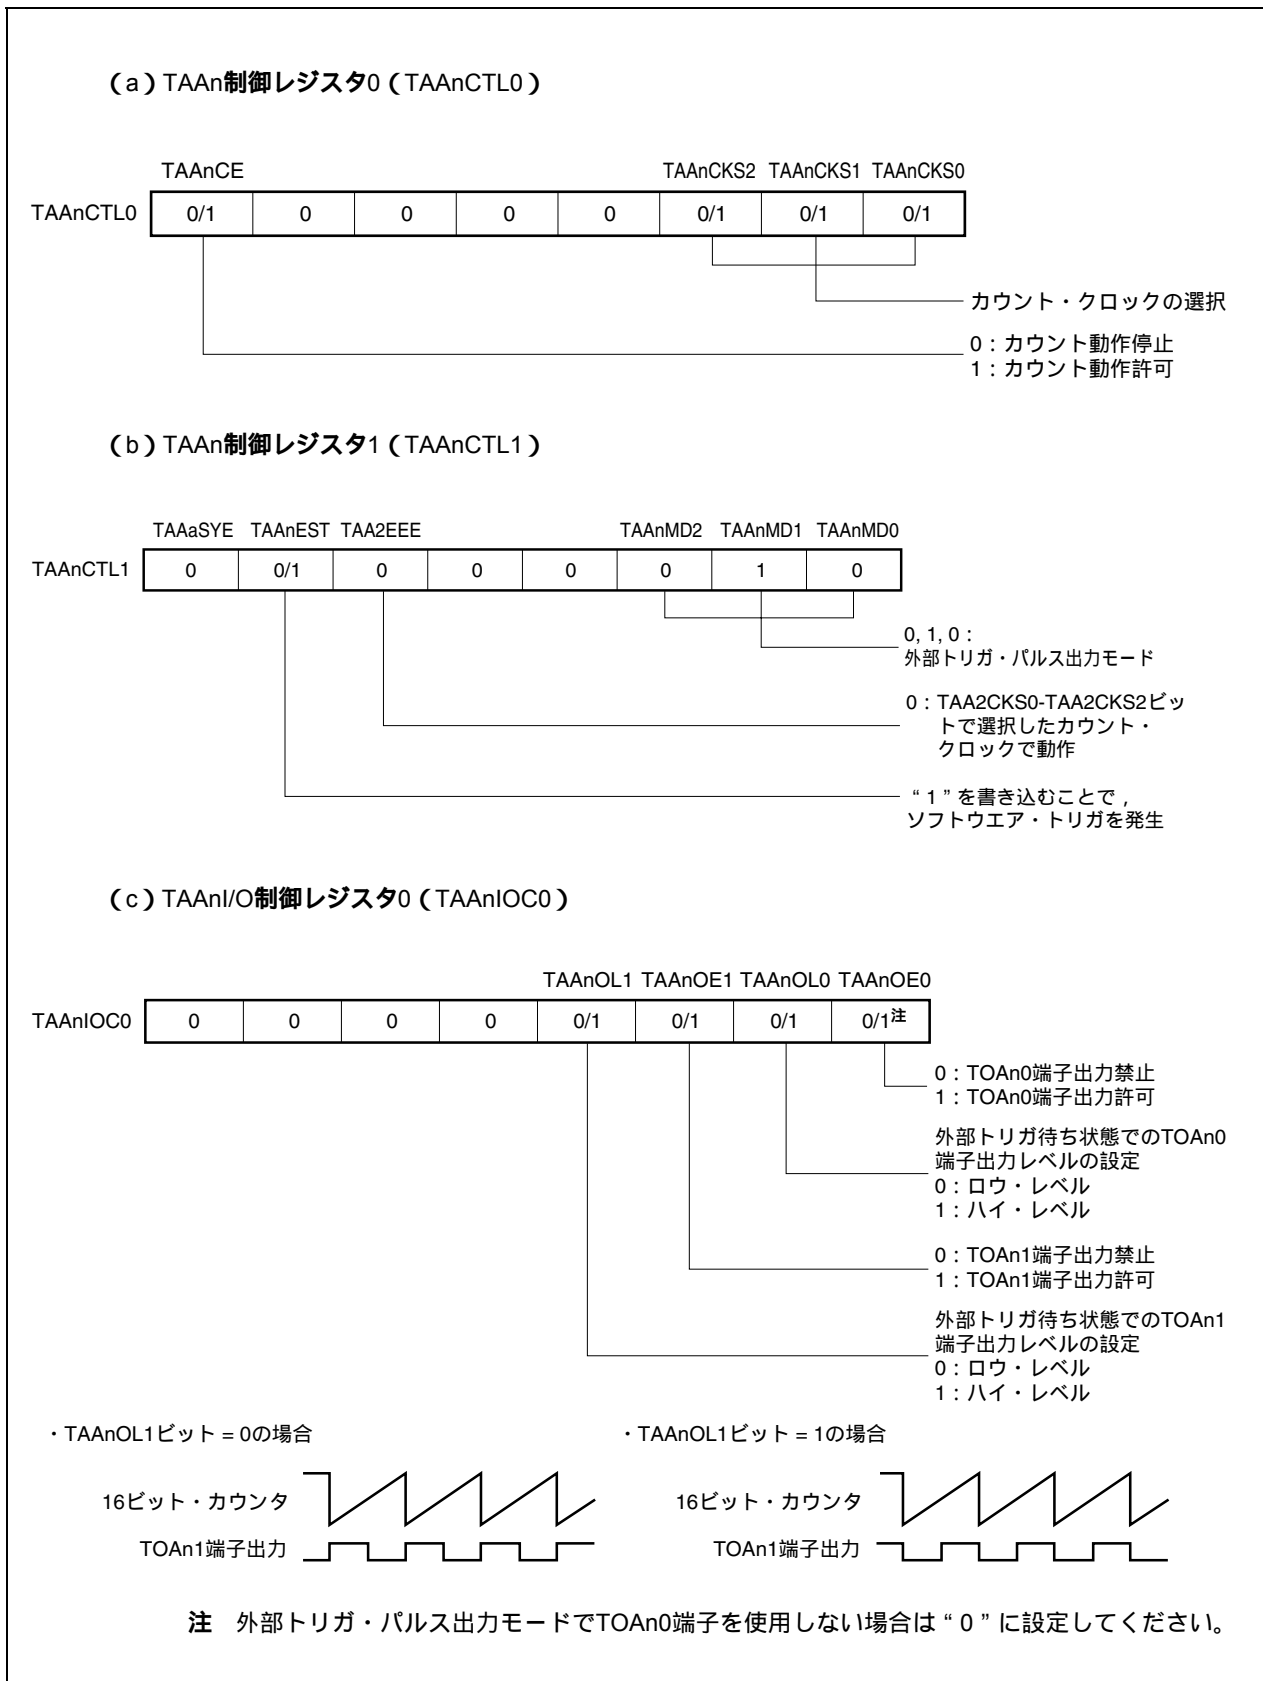 (a)TAAn制御レジスタ0(TAAnCTL0)
TAAnCE TAAnCKS2 TAAnCKS1 TAAnCKS0
TAAnCTL0 0/1 0 0 0 0 0/1 0/1 0/1
カウント・クロックの選択
0:カウント動作停止
1:カウント動作許可
(b)TAAn制御レジスタ1(TAAnCTL1)
TAAaSYE TAAnEST TAA2EEE TAAnMD2 TAAnMD1 TAAnMD0
TAAnCTL1 0 0/1 0 0 0 0 1 0
0, 1, 0:
外部トリガ・パルス出力モード
0:TAA2CKS0-TAA2CKS2ビッ
トで選択したカウント・
クロックで動作
“1”を書き込むことで,
ソフトウエア・トリガを発生
(c)TAAnI/O制御レジスタ0(TAAnIOC0)
TAAnOL1 TAAnOE1 TAAnOL0 TAAnOE0
TAAnIOC0 0 0 0 0 0/1 0/1 0/1 0/1注
0:TOAn0端子出力禁止
1:TOAn0端子出力許可
外部トリガ待ち状態でのTOAn0
端子出力レベルの設定
0:ロウ・レベル
1:ハイ・レベル
0:TOAn1端子出力禁止
1:TOAn1端子出力許可
外部トリガ待ち状態でのTOAn1
端子出力レベルの設定
0:ロウ・レベル
1:ハイ・レベル
・TAAnOL1ビット = 0の場合 ・TAAnOL1ビット = 1の場合
16ビット・カウンタ 16ビット・カウンタ
TOAn1端子出力 TOAn1端子出力
注 外部トリガ・パルス出力モードでTOAn0端子を使用しない場合は“0”に設定してください。